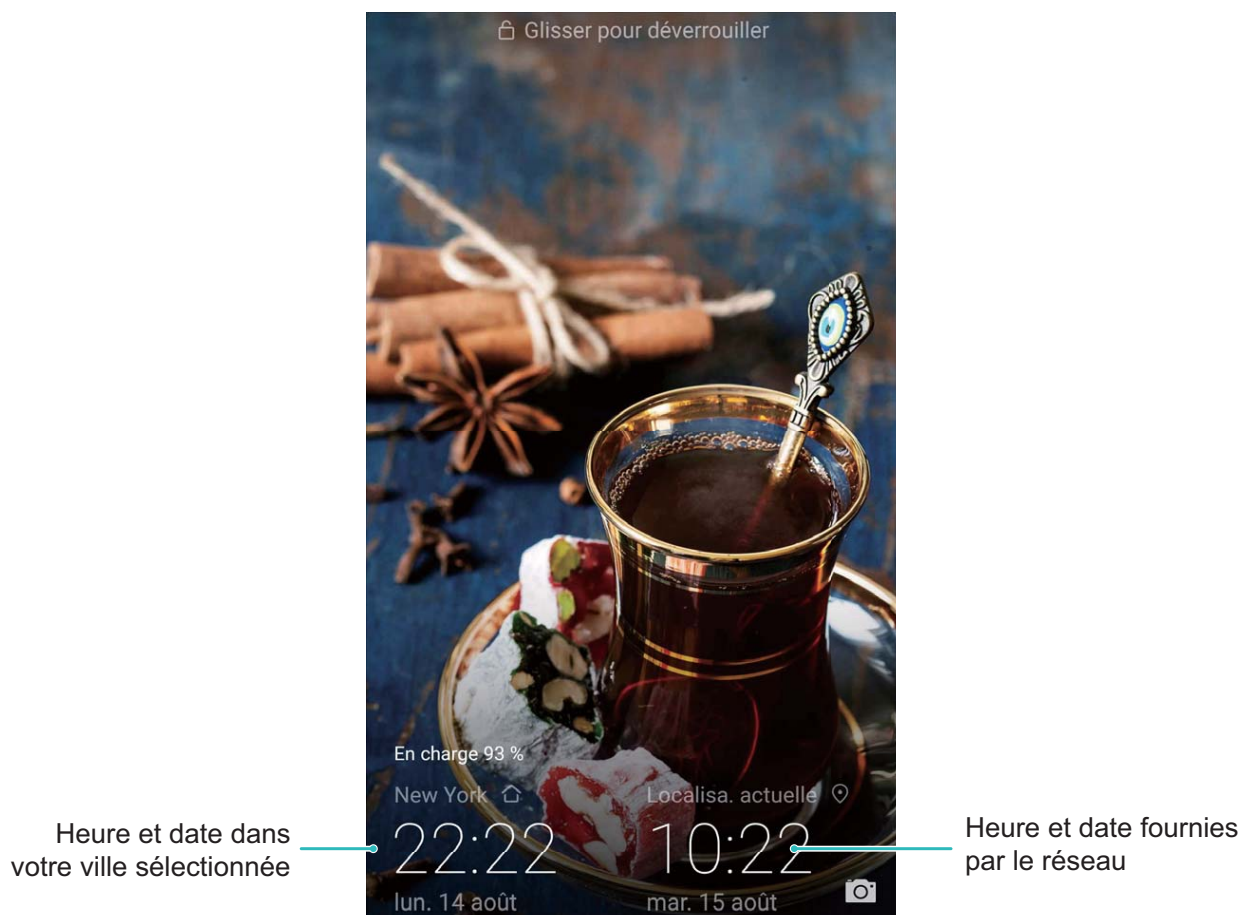 Glisser pour déverrouiller
En charge 93 %
New York
Localisa. actuelle
22:22
10:22
lun. 14 août
mar. 15 août
Heure et date dans
votre ville sélectionnée
Heure et date fournies
par le réseau